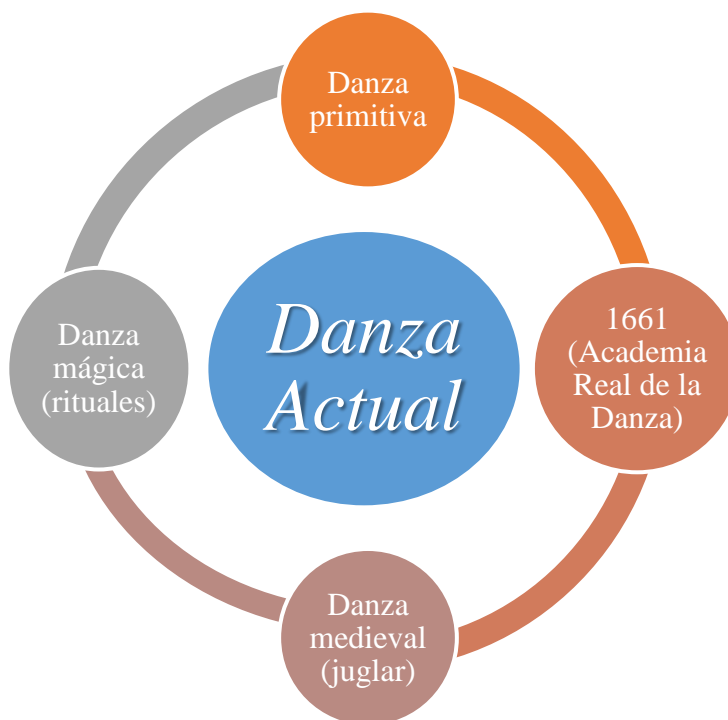 Danza
primitiva
1661
(Academia
Real de la
Danza)
Danza
medieval
(juglar)
Danza
mágica
(rituales)
Danza
Actual